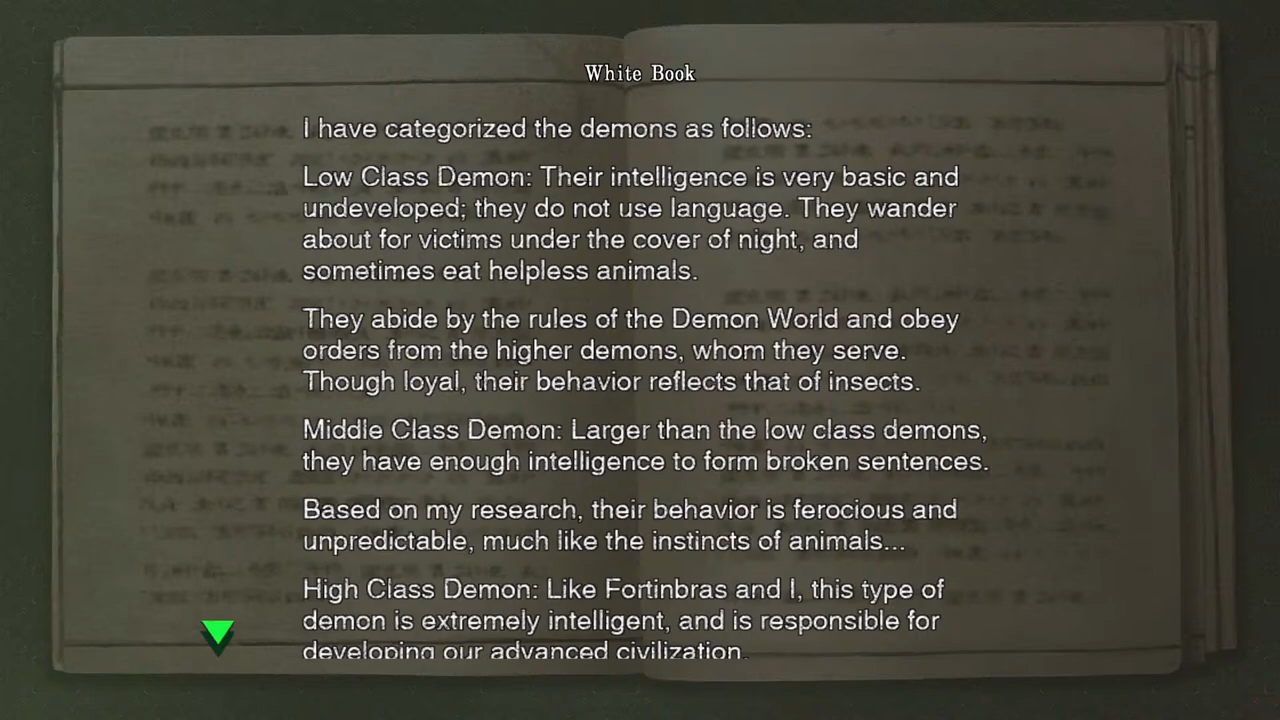 White Book
I have categorized the demons as follows:
Low Class Demon: Their intelligence is very basic and
undeveloped; they do not use language. They wander
about for victims under the cover of night, and
sometimes eat helpless animals.
They abide by the rules of the Demon World and obey
orders from the higher demons, whom they serve.
Though loyal, their behavior reflects that of insects.
Middle Class Demon: Larger than the low class demons,
they have enough intelligence to form broken sentences.
Based on my research, their behavior is ferocious and
unpredictable, much like the instincts of animals...
High Class Demon: Like Fortinbras and I, this type of
demon is extremely intelligent, and is responsible for
developing our advanced civilization.